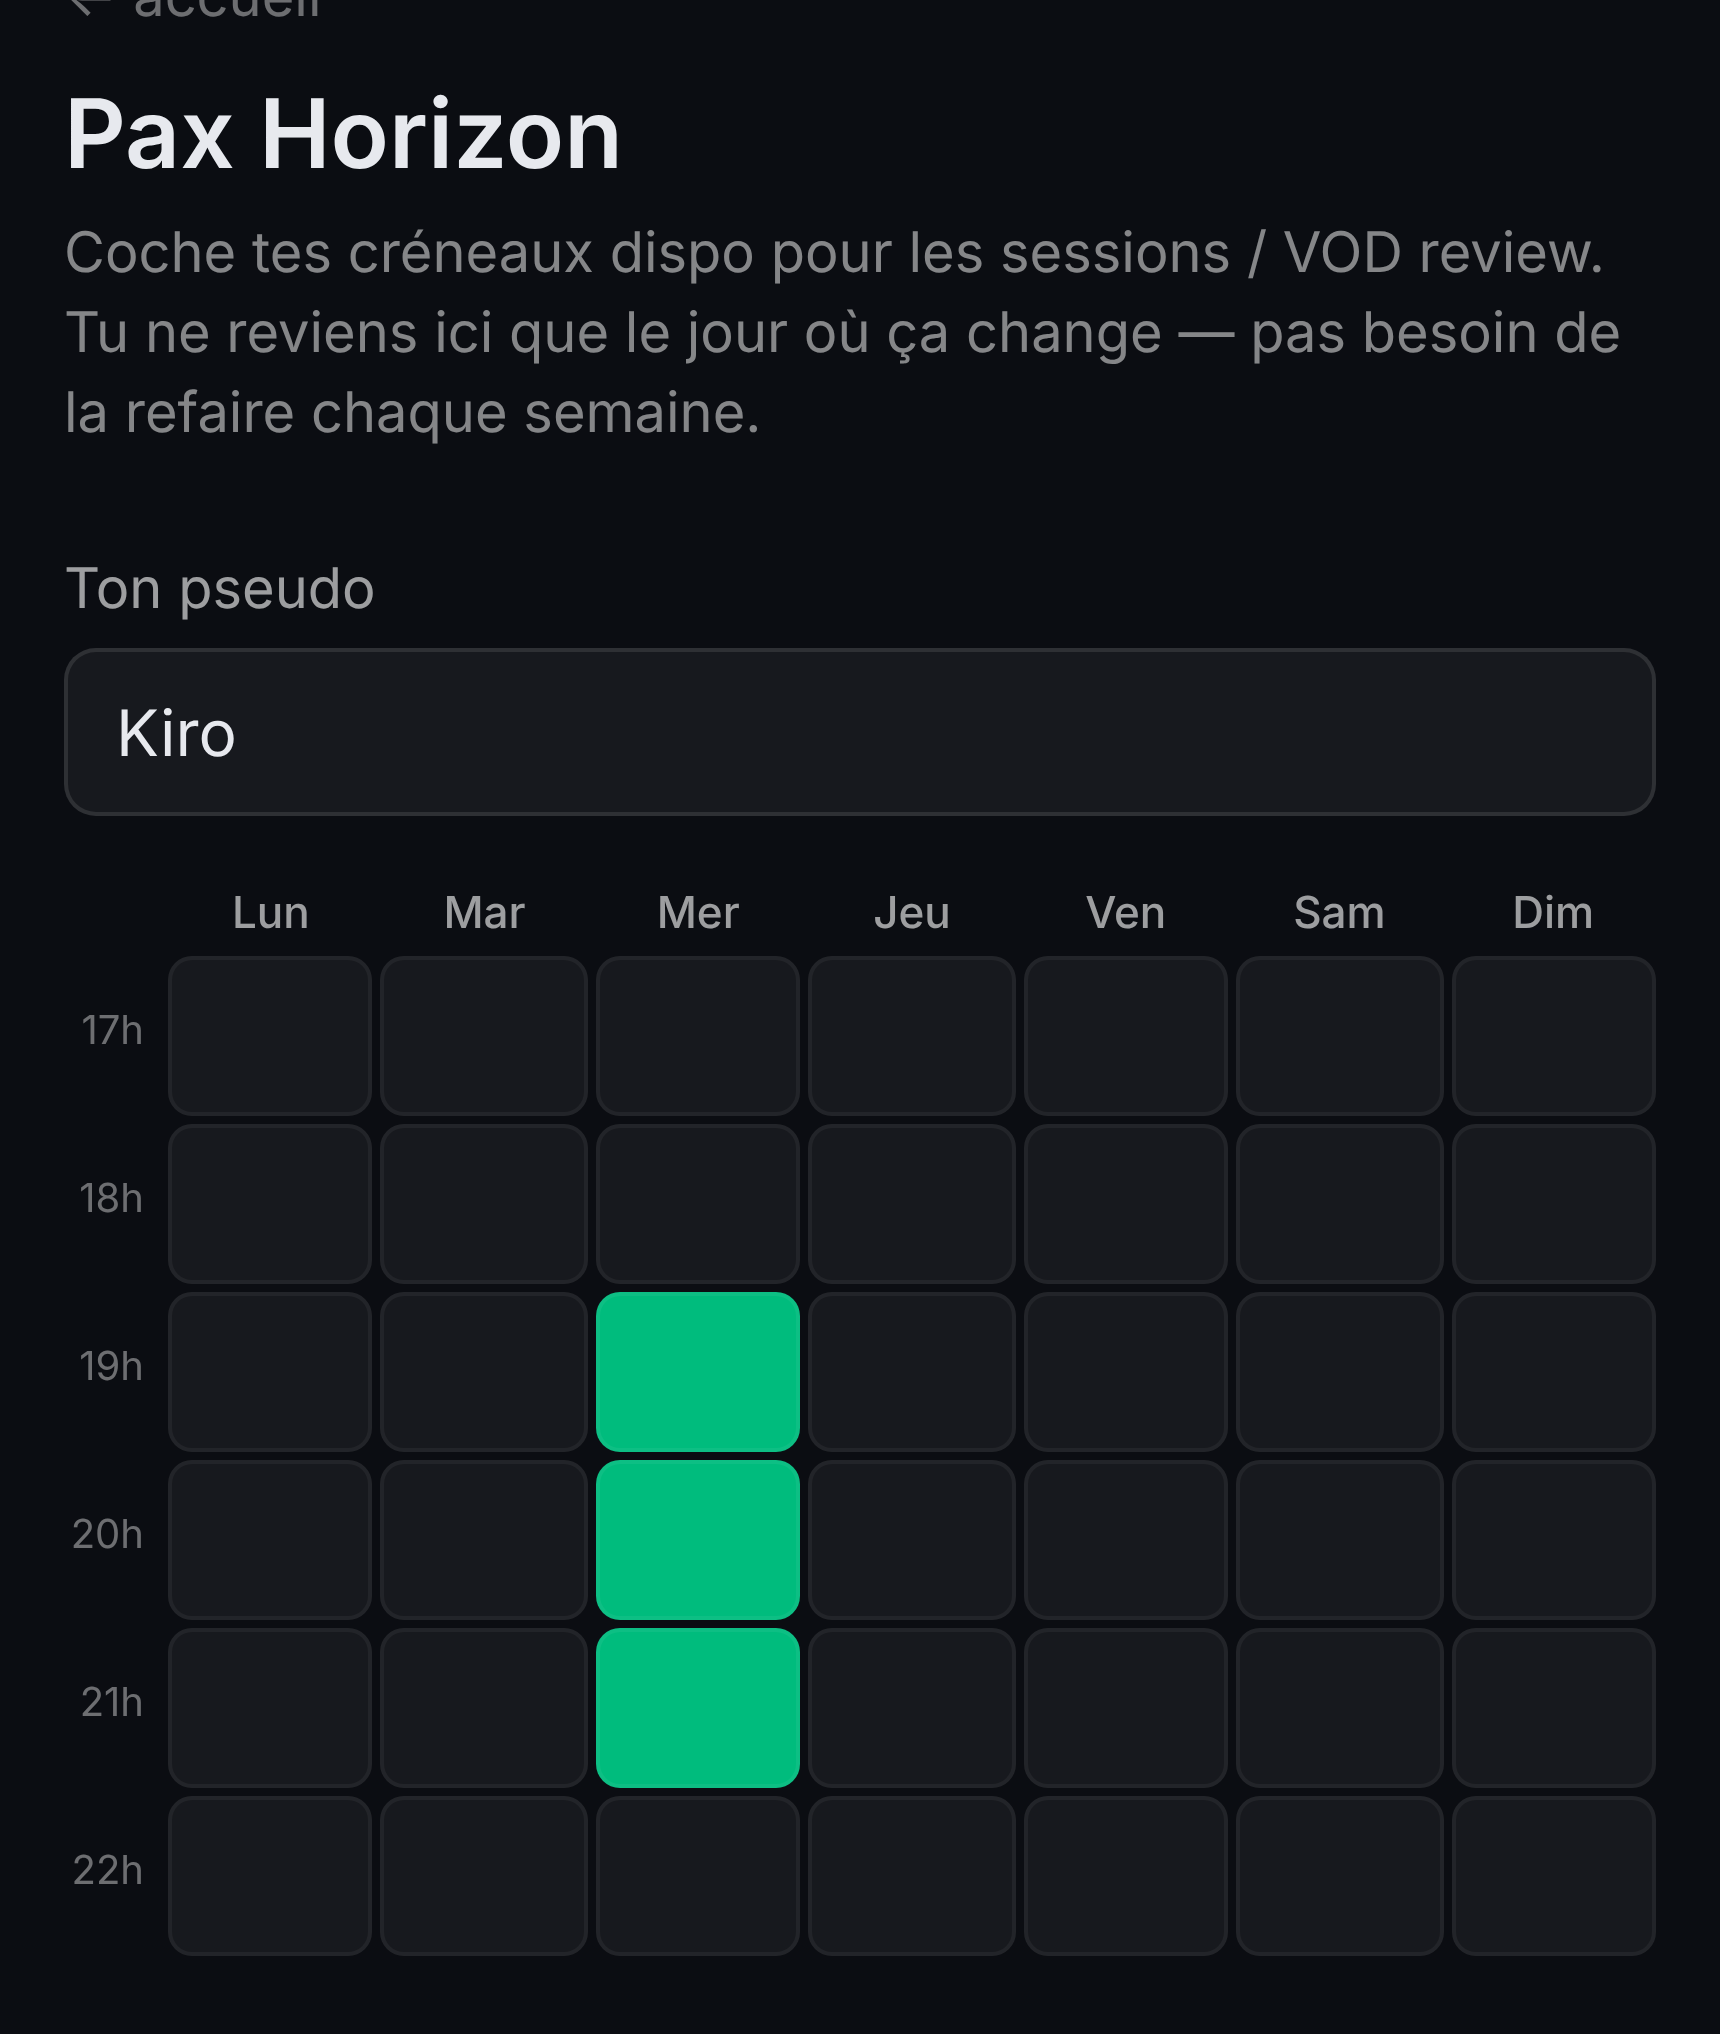 ← accueil
Pax Horizon
Coche tes créneaux dispo pour les sessions / VOD review.
Tu ne reviens ici que le jour où ça change — pas besoin de
la refaire chaque semaine.
Ton pseudo
Kiro
Lun Mar Mer Jeu Ven Sam Dim
17h
18h
19h
20h
21h
22h